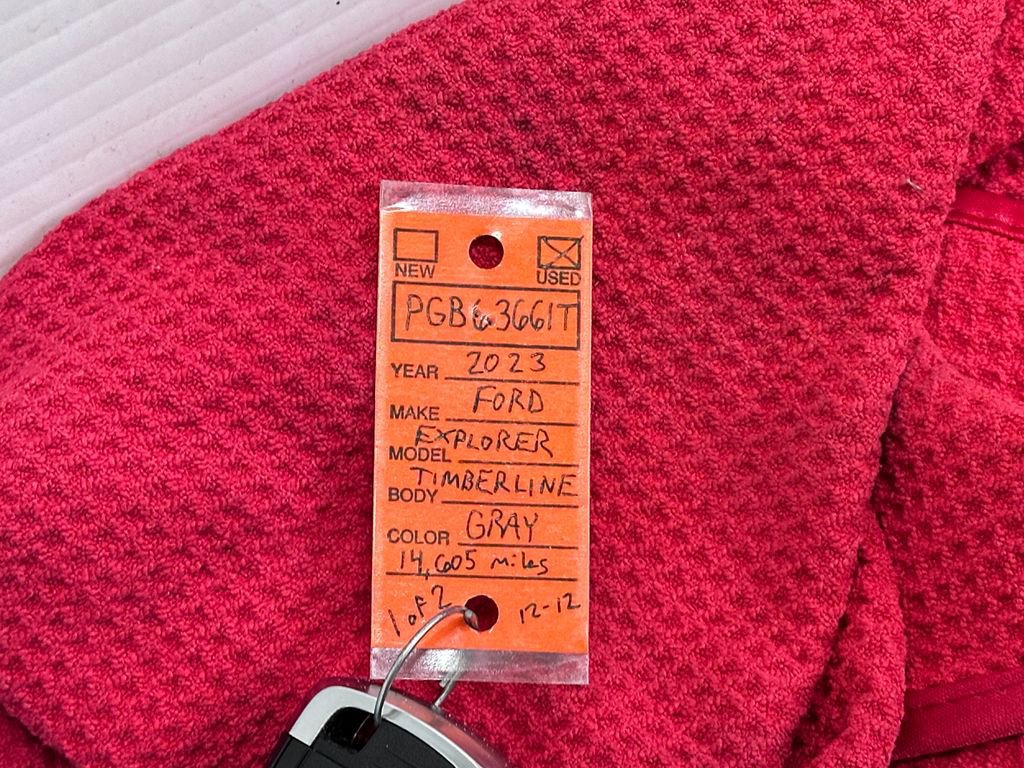 NEW USED
PGB63661T
YEAR 2023
MAKE FORD
MODEL EXPLORER
BODY TIMBERLINE
COLOR GRAY
14,605 miles
1 of 2 12-12